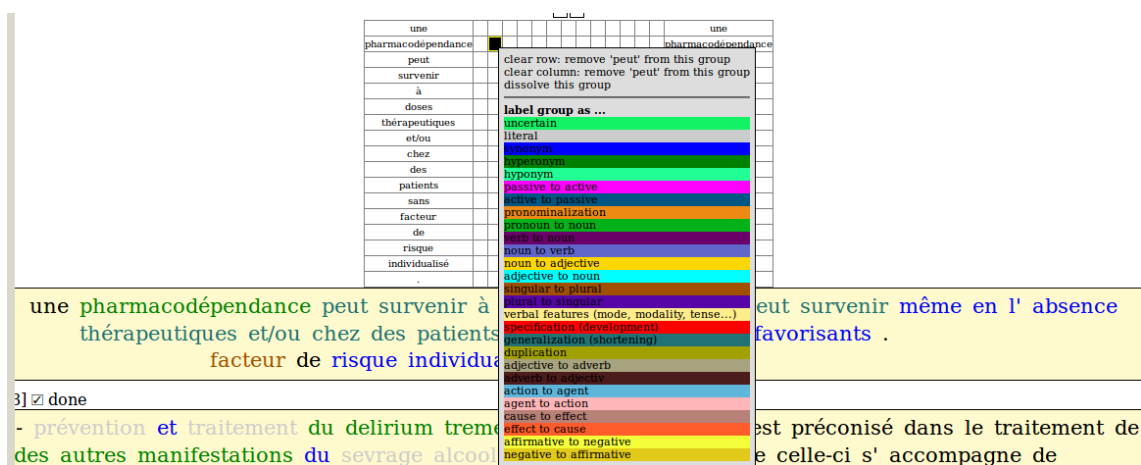 une une
pharmacodépendance pharmacodépendance
peut
survenir
à
doses
thérapeutiques
et/ou
chez
des
patients
sans
facteur
de
risque
individualisé
.
clear row: remove 'peut' from this group
clear column: remove 'peut' from this group
dissolve this group
label group as ...
uncertain
literal
synonym
hyperonym
hyponym
passive to active
active to passive
pronominalization
pronoun to noun
verb to noun
noun to verb
noun to adjective
adjective to noun
singular to plural
plural to singular
verbal features (mode, modality, tense...)
specification (development)
generalization (shortening)
duplication
adjective to adverb
adverb to adjectiv
action to agent
agent to action
cause to effect
effect to cause
affirmative to negative
negative to affirmative
une pharmacodépendance peut survenir à eut survenir même en l' absence
thérapeutiques et/ou chez des patients favorisants .
facteur de risque individua
3] ☑ done
- prévention et traitement du delirium treme est préconisé dans le traitement de
des autres manifestations du sevrage alcool e celle-ci s' accompagne de